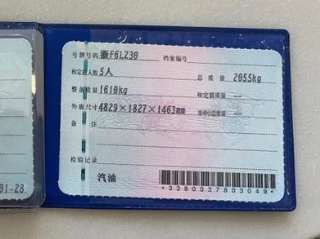 号牌号码 浙F6LZ30 档案编号
核定载人数 5人 总质量 2055kg
整备质量 1610kg 核定载质量
外廓尺寸 4829×1827×1463mm 准牵引总质量
备注
检验记录
汽油
*3380037803049*
01-28